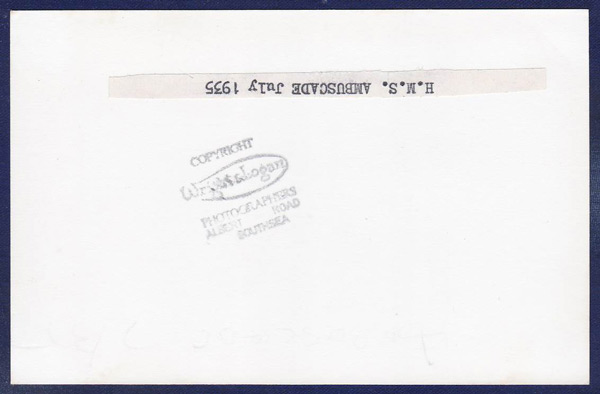 H.M.S. AMBUSCADE July 1935
COPYRIGHT
Wright & Logan
PHOTOGRAPHERS
ALBERT ROAD
SOUTHSEA